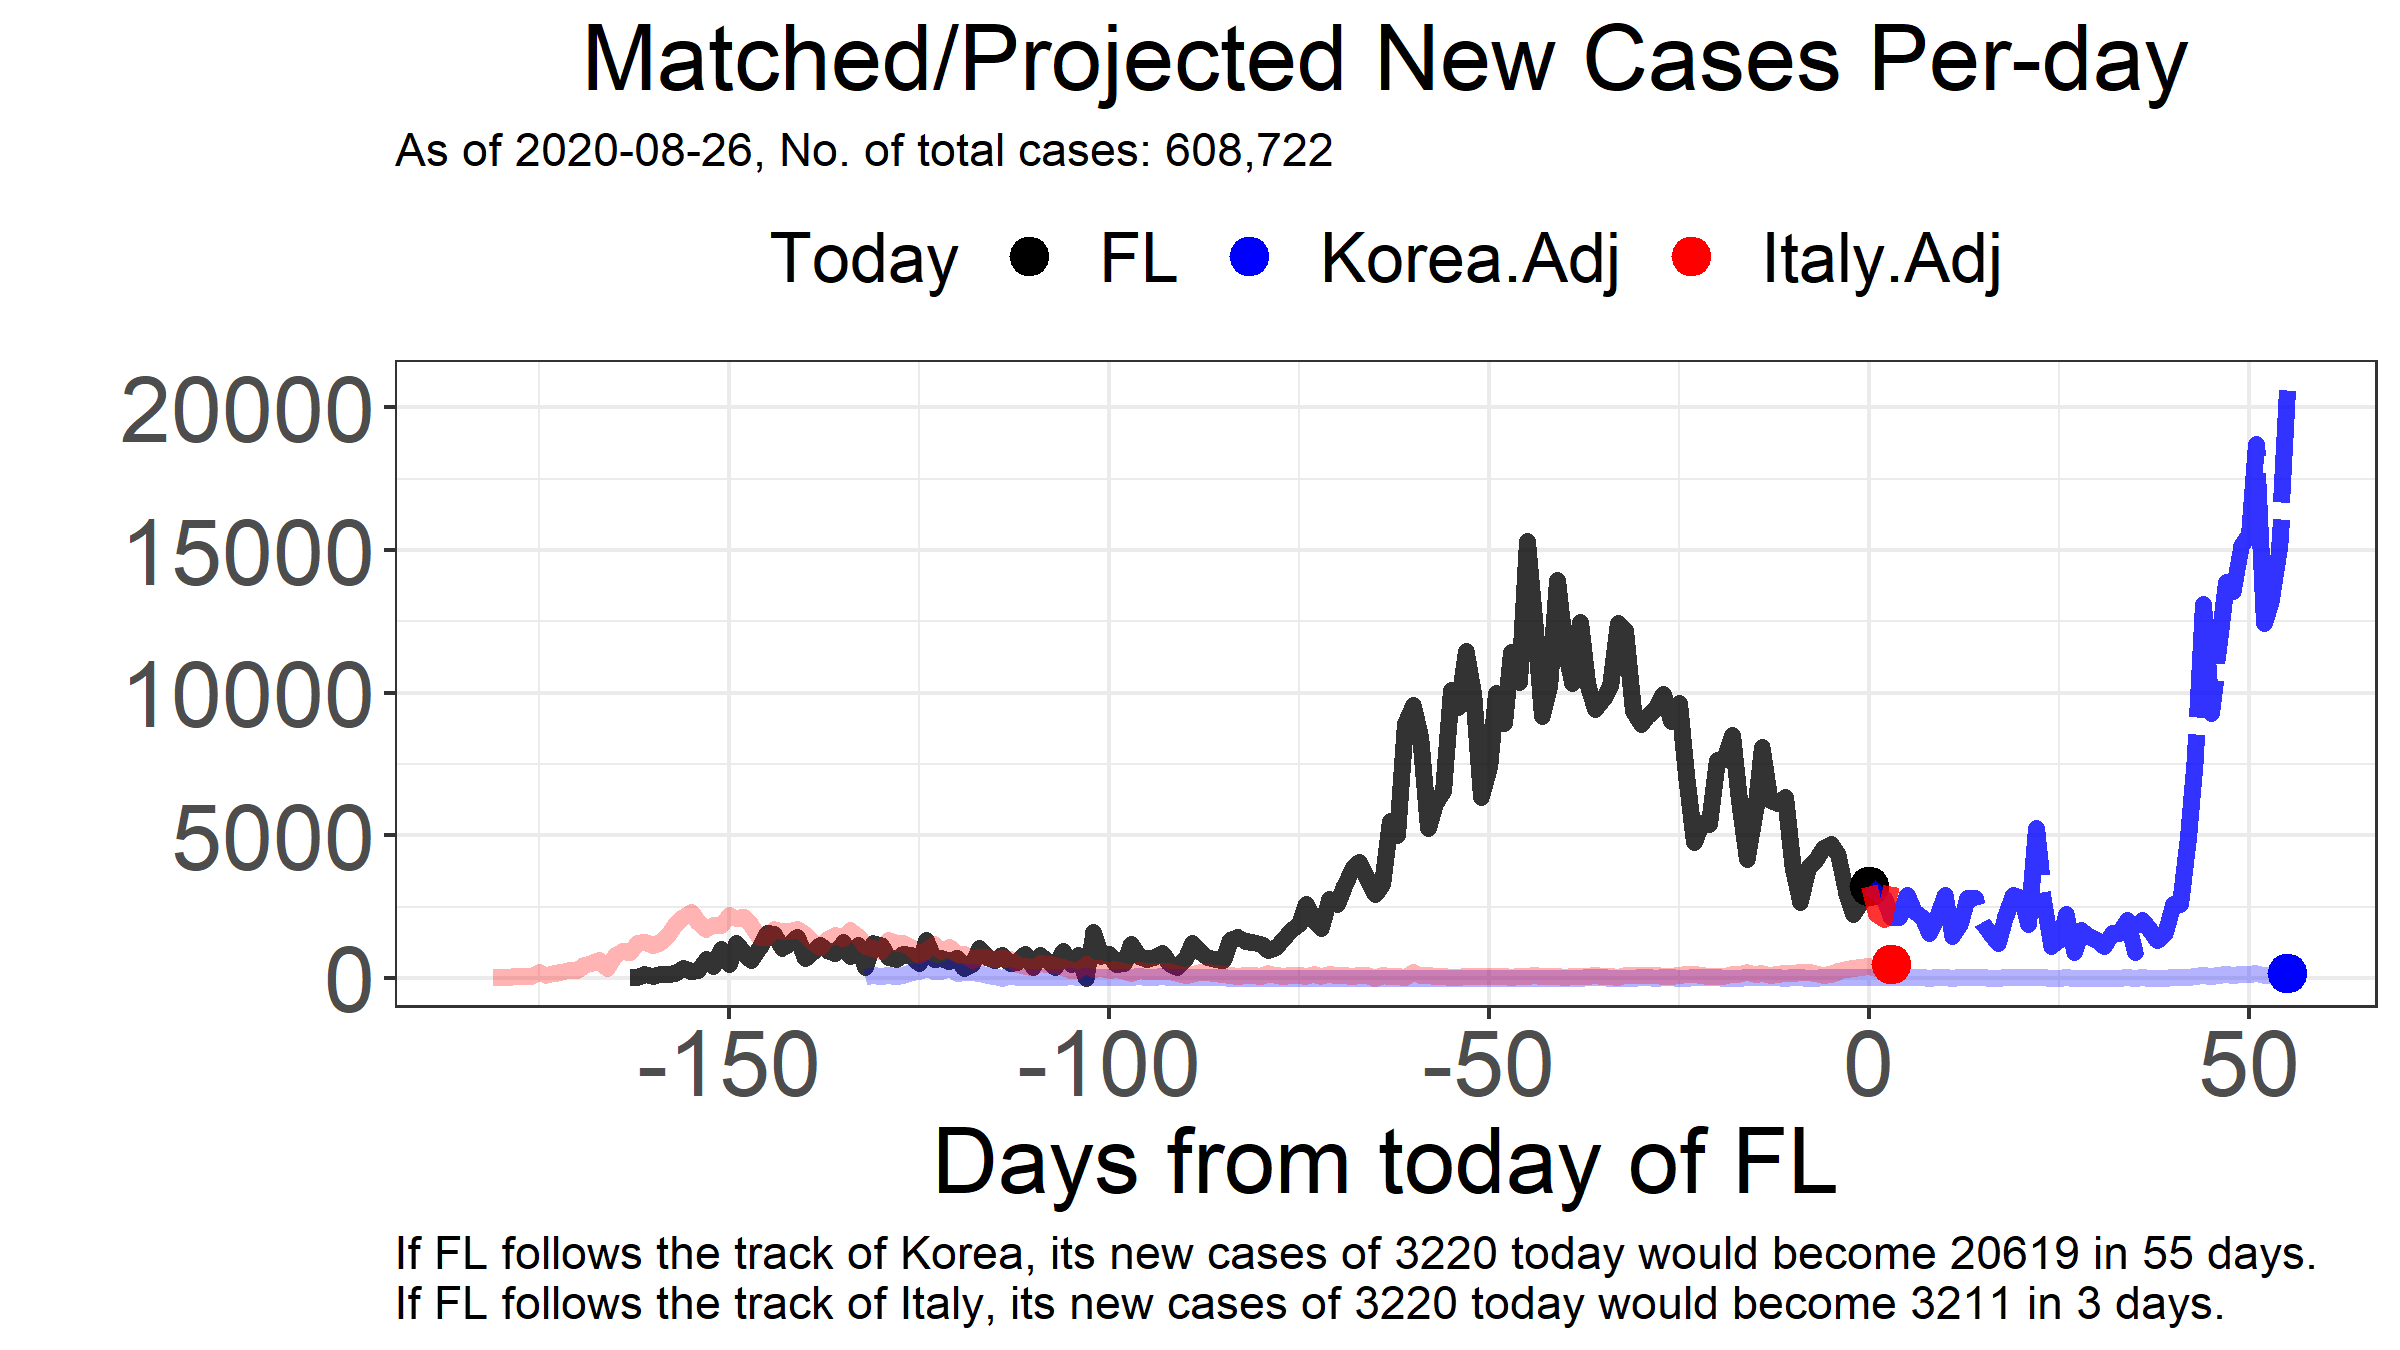 Matched/Projected New Cases Per-day
As of 2020-08-26, No. of total cases: 608,722
Today FL Korea.Adj Italy.Adj
20000
15000
10000
5000
0
-150 -100 -50 0 50
Days from today of FL
If FL follows the track of Korea, its new cases of 3220 today would become 20619 in 55 days.
If FL follows the track of Italy, its new cases of 3220 today would become 3211 in 3 days.